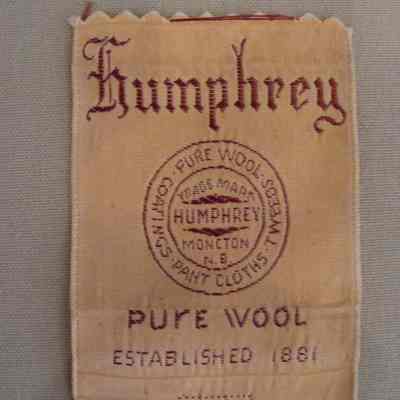 Humphrey
PURE WOOL · TWEEDS · PANT CLOTHS · COATINGS ·
TRADE MARK
HUMPHREY
MONCTON
N.B.
PUrE WOOL
ESTABLISHED 1881